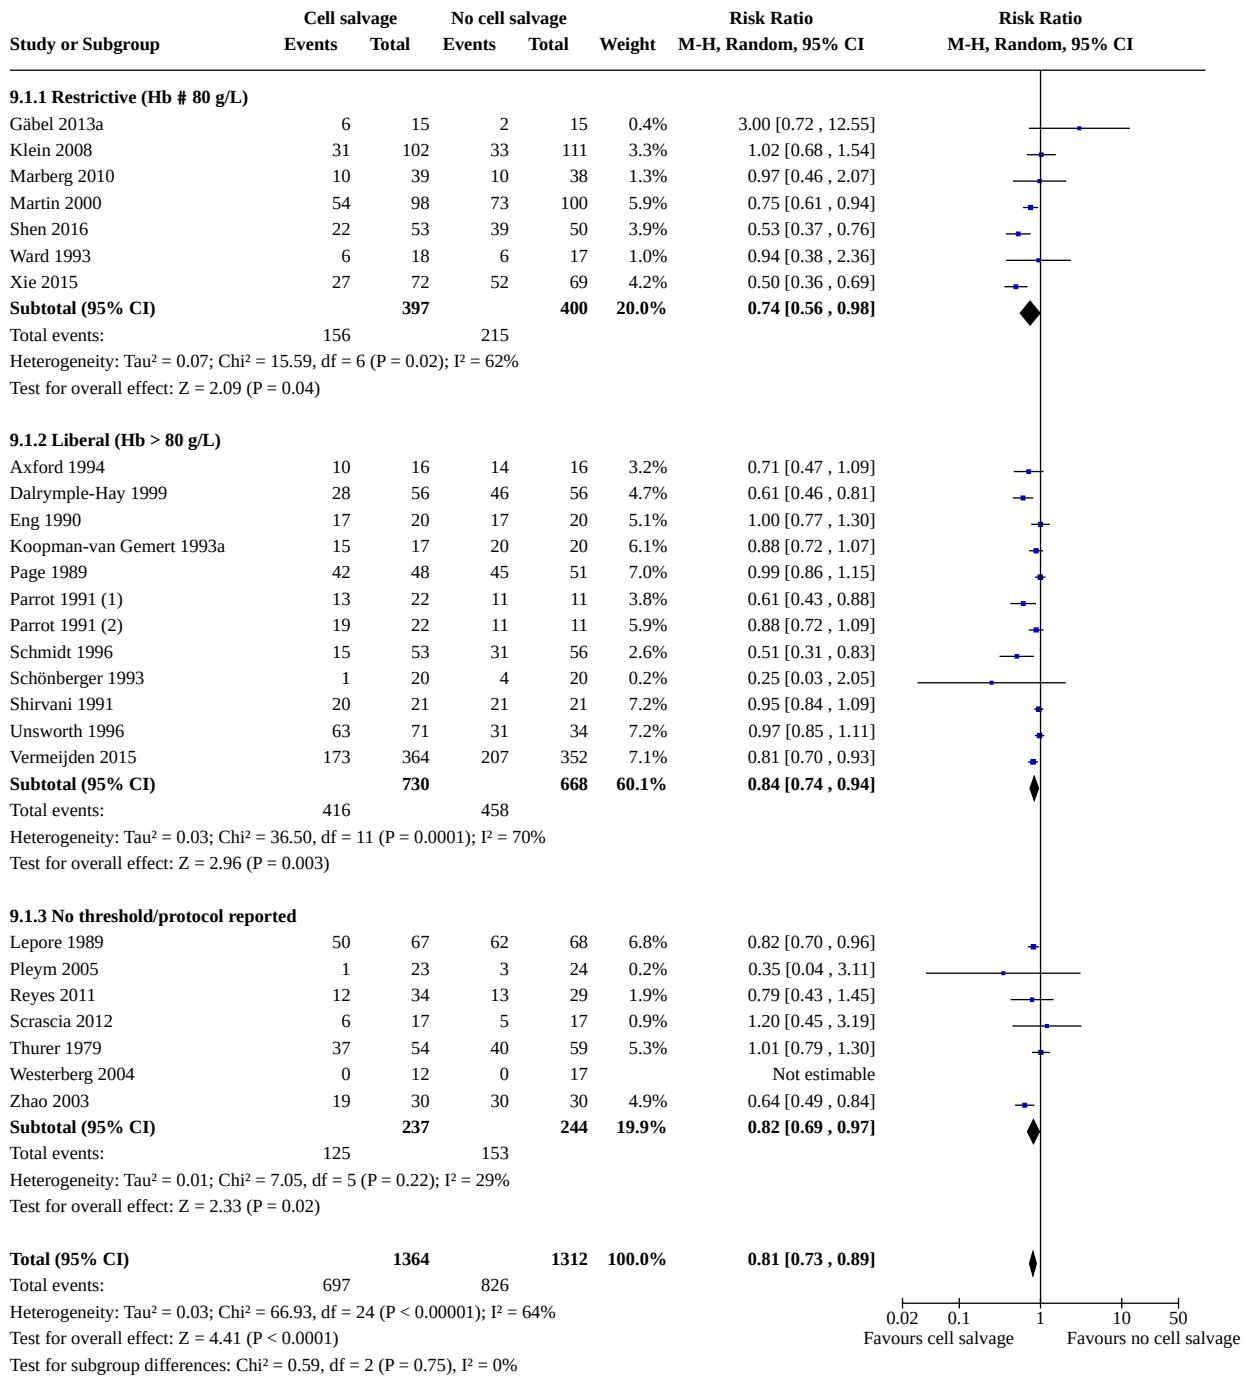 Cell salvage No cell salvage Risk Ratio Risk Ratio
Study or Subgroup Events Total Events Total Weight M-H, Random, 95% CI M-H, Random, 95% CI
9.1.1 Restrictive (Hb # 80 g/L)
Gäbel 2013a 6 15 2 15 0.4% 3.00 [0.72 , 12.55]
Klein 2008 31 102 33 111 3.3% 1.02 [0.68 , 1.54]
Marberg 2010 10 39 10 38 1.3% 0.97 [0.46 , 2.07]
Martin 2000 54 98 73 100 5.9% 0.75 [0.61 , 0.94]
Shen 2016 22 53 39 50 3.9% 0.53 [0.37 , 0.76]
Ward 1993 6 18 6 17 1.0% 0.94 [0.38 , 2.36]
Xie 2015 27 72 52 69 4.2% 0.50 [0.36 , 0.69]
Subtotal (95% CI) 397 400 20.0% 0.74 [0.56 , 0.98]
Total events: 156 215
Heterogeneity: Tau² = 0.07; Chi² = 15.59, df = 6 (P = 0.02); I² = 62%
Test for overall effect: Z = 2.09 (P = 0.04)
9.1.2 Liberal (Hb > 80 g/L)
Axford 1994 10 16 14 16 3.2% 0.71 [0.47 , 1.09]
Dalrymple-Hay 1999 28 56 46 56 4.7% 0.61 [0.46 , 0.81]
Eng 1990 17 20 17 20 5.1% 1.00 [0.77 , 1.30]
Koopman-van Gemert 1993a 15 17 20 20 6.1% 0.88 [0.72 , 1.07]
Page 1989 42 48 45 51 7.0% 0.99 [0.86 , 1.15]
Parrot 1991 (1) 13 22 11 11 3.8% 0.61 [0.43 , 0.88]
Parrot 1991 (2) 19 22 11 11 5.9% 0.88 [0.72 , 1.09]
Schmidt 1996 15 53 31 56 2.6% 0.51 [0.31 , 0.83]
Schönberger 1993 1 20 4 20 0.2% 0.25 [0.03 , 2.05]
Shirvani 1991 20 21 21 21 7.2% 0.95 [0.84 , 1.09]
Unsworth 1996 63 71 31 34 7.2% 0.97 [0.85 , 1.11]
Vermeijden 2015 173 364 207 352 7.1% 0.81 [0.70 , 0.93]
Subtotal (95% CI) 730 668 60.1% 0.84 [0.74 , 0.94]
Total events: 416 458
Heterogeneity: Tau² = 0.03; Chi² = 36.50, df = 11 (P = 0.0001); I² = 70%
Test for overall effect: Z = 2.96 (P = 0.003)
9.1.3 No threshold/protocol reported
Lepore 1989 50 67 62 68 6.8% 0.82 [0.70 , 0.96]
Pleym 2005 1 23 3 24 0.2% 0.35 [0.04 , 3.11]
Reyes 2011 12 34 13 29 1.9% 0.79 [0.43 , 1.45]
Scrascia 2012 6 17 5 17 0.9% 1.20 [0.45 , 3.19]
Thurer 1979 37 54 40 59 5.3% 1.01 [0.79 , 1.30]
Westerberg 2004 0 12 0 17 Not estimable
Zhao 2003 19 30 30 30 4.9% 0.64 [0.49 , 0.84]
Subtotal (95% CI) 237 244 19.9% 0.82 [0.69 , 0.97]
Total events: 125 153
Heterogeneity: Tau² = 0.01; Chi² = 7.05, df = 5 (P = 0.22); I² = 29%
Test for overall effect: Z = 2.33 (P = 0.02)
Total (95% CI) 1364 1312 100.0% 0.81 [0.73 , 0.89]
Total events: 697 826
Heterogeneity: Tau² = 0.03; Chi² = 66.93, df = 24 (P < 0.00001); I² = 64%
0.02 0.1 1 10 50
Test for overall effect: Z = 4.41 (P < 0.0001)
Favours cell salvage Favours no cell salvage
Test for subgroup differences: Chi² = 0.59, df = 2 (P = 0.75), I² = 0%